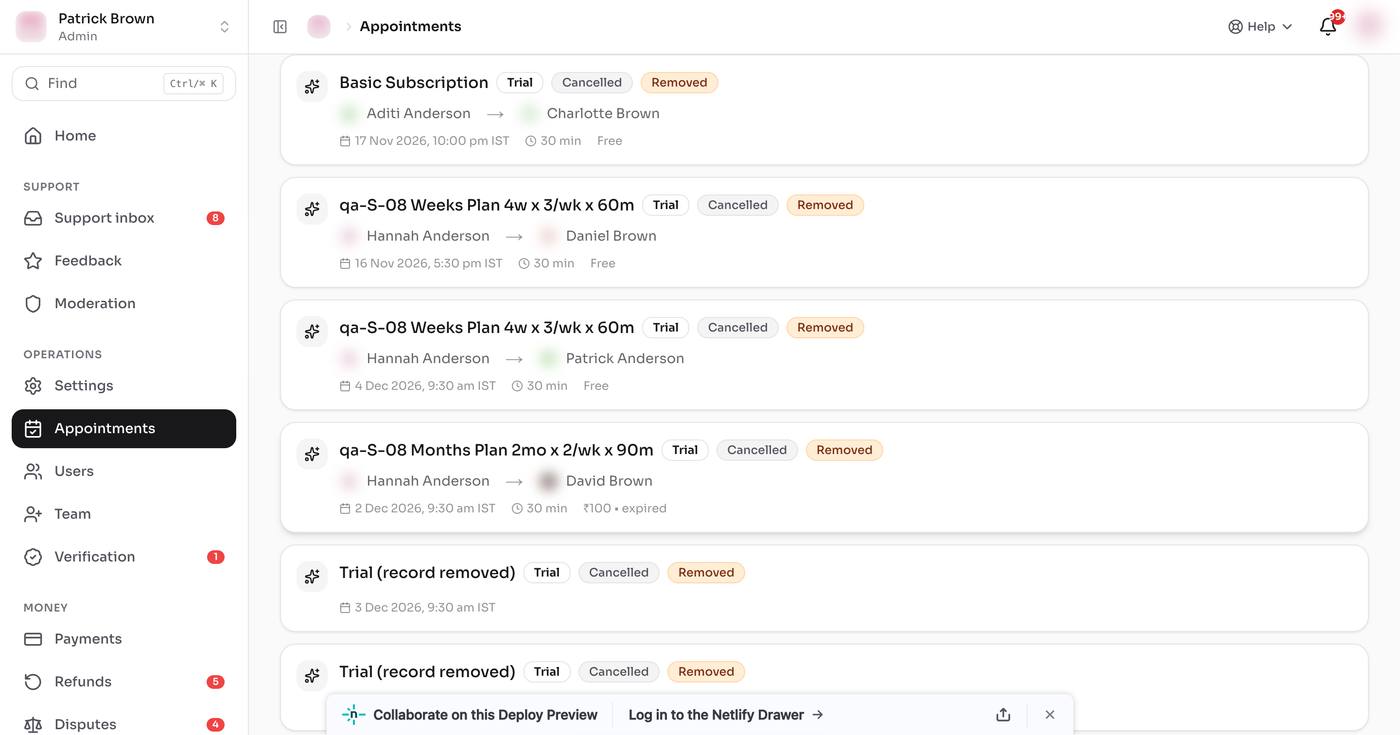 Patrick Brown
Admin
Find Ctrl/⌘ K
Home
SUPPORT
Support inbox 8
Feedback
Moderation
OPERATIONS
Settings
Appointments
Users
Team
Verification 1
MONEY
Payments
Refunds 5
Disputes 4
Appointments
Help
99+
Basic Subscription Trial Cancelled Removed
Aditi Anderson → Charlotte Brown
17 Nov 2026, 10:00 pm IST 30 min Free
qa-S-08 Weeks Plan 4w x 3/wk x 60m Trial Cancelled Removed
Hannah Anderson → Daniel Brown
16 Nov 2026, 5:30 pm IST 30 min Free
qa-S-08 Weeks Plan 4w x 3/wk x 60m Trial Cancelled Removed
Hannah Anderson → Patrick Anderson
4 Dec 2026, 9:30 am IST 30 min Free
qa-S-08 Months Plan 2mo x 2/wk x 90m Trial Cancelled Removed
Hannah Anderson → David Brown
2 Dec 2026, 9:30 am IST 30 min ₹100 • expired
Trial (record removed) Trial Cancelled Removed
3 Dec 2026, 9:30 am IST
Trial (record removed) Trial Cancelled Removed
Collaborate on this Deploy Preview Log in to the Netlify Drawer →